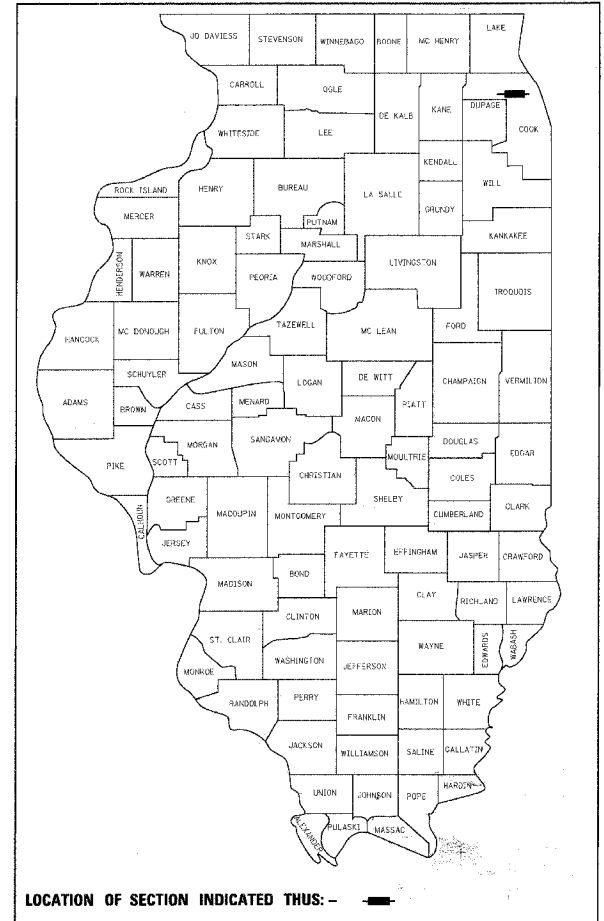 JO DAVIESS
STEVENSON
WINNEBAGO
BOONE
MC HENRY
LAKE
CARROLL
OGLE
DE KALB
KANE
DUPAGE
COOK
WHITESIDE
LEE
KENDALL
WILL
ROCK ISLAND
HENRY
BUREAU
LA SALLE
GRUNDY
MERCER
PUTNAM
KANKAKEE
STARK
MARSHALL
HENDERSON
WARREN
KNOX
PEORIA
WOODFORD
LIVINGSTON
TROQUOIS
HANCOCK
MC DONOUGH
FULTON
TAZEWELL
MC LEAN
FORD
MASON
SCHUYLER
LOGAN
DE WITT
CHAMPAIGN
VERMILTON
ADAMS
BROWN
CASS
MENARD
MACON
PIATT
MORGAN
SANGAMON
DOUGLAS
MOULTRIE
EDGAR
PIKE
SCOTT
CHRISTIAN
COLES
SHELBY
GREENE
MACOUPIN
MONTGOMERY
CUMBERLAND
CLARK
CALHOUN
JERSEY
FAYETTE
EFFINGHAM
JASPER
CRAWFORD
MADISON
BOND
CLAY
RICHLAND
LAWRENCE
CLINTON
MARION
ST. CLAIR
WAYNE
EDWARDS
WABASH
WASHINGTON
JEFFERSON
MONROE
RANDOLPH
PERRY
HAMILTON
WHITE
FRANKLIN
JACKSON
WILLIAMSON
SALINE
GALLATIN
UNION
JOHNSON
POPE
HARDIN
ALEXANDER
PULASKI
MASSAC
LOCATION OF SECTION INDICATED THUS: -